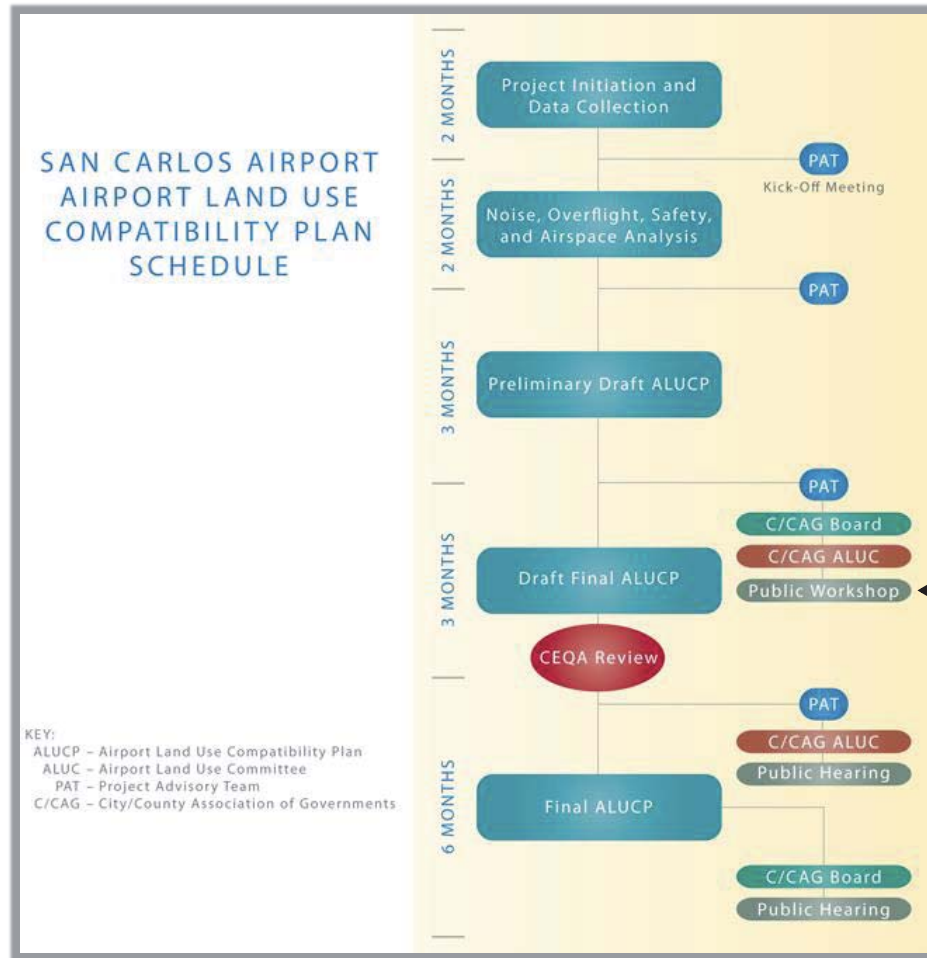 SAN CARLOS AIRPORT
AIRPORT LAND USE
COMPATIBILITY PLAN
SCHEDULE
2 MONTHS
Project Initiation and
Data Collection
PAT
Kick-Off Meeting
2 MONTHS
Noise, Overflight, Safety,
and Airspace Analysis
PAT
3 MONTHS
Preliminary Draft ALUCP
PAT
C/CAG Board
C/CAG ALUC
Public Workshop
3 MONTHS
Draft Final ALUCP
CEQA Review
PAT
C/CAG ALUC
Public Hearing
6 MONTHS
Final ALUCP
C/CAG Board
Public Hearing
KEY:
ALUCP – Airport Land Use Compatibility Plan
ALUC – Airport Land Use Committee
PAT – Project Advisory Team
C/CAG – City/County Association of Governments